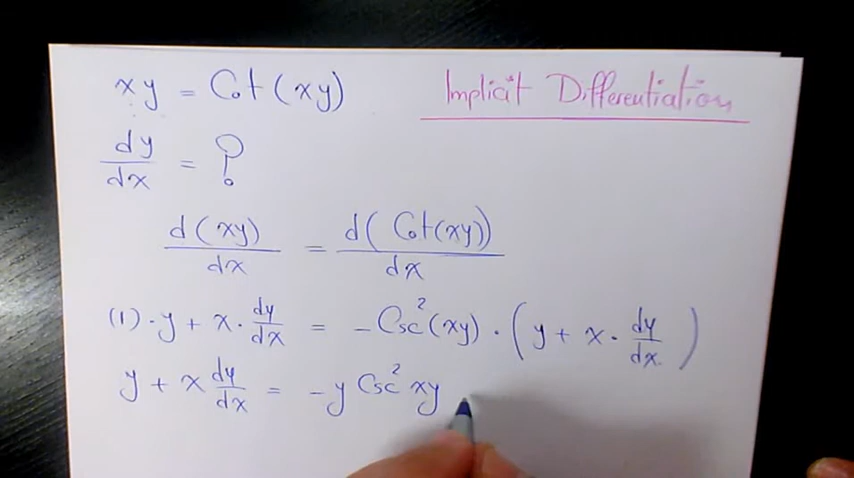 xy = Cot (xy) Implicit Differentiation
dy/dx = ?
d(xy)/dx = d(Cot(xy))/dx
(1)·y + x·dy/dx = -Csc²(xy)·(y + x·dy/dx)
y + x dy/dx = -y Csc² xy